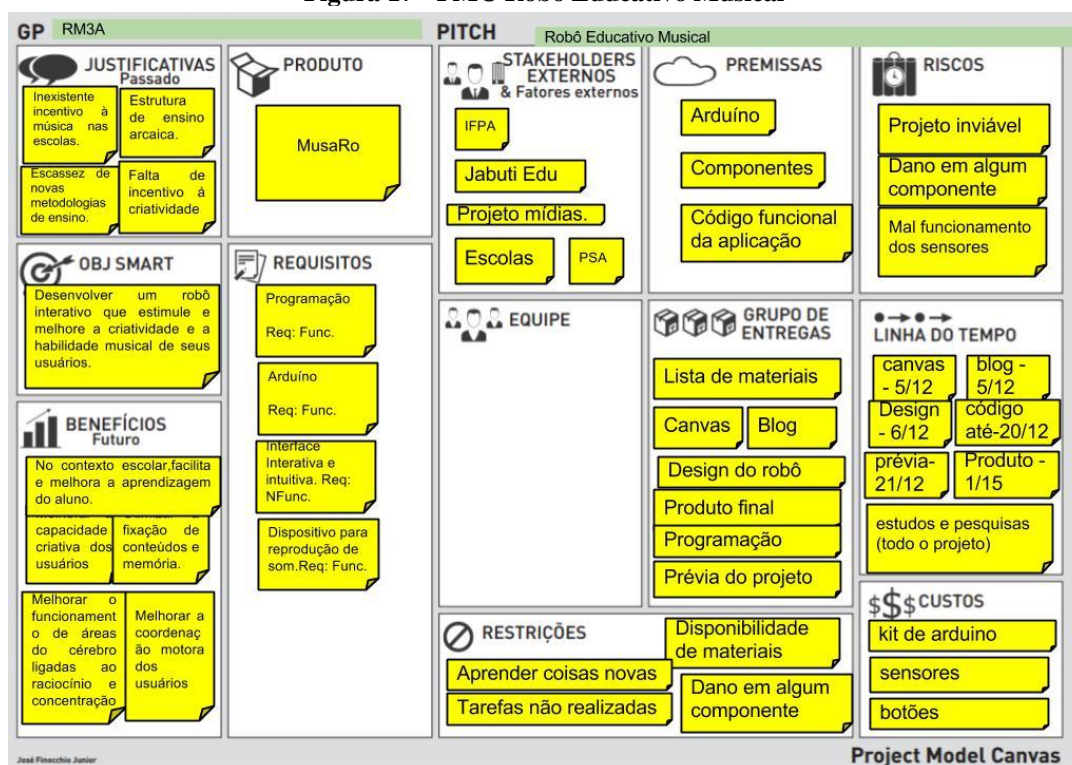 GP RM3A
PITCH Robô Educativo Musical
JUSTIFICATIVAS
Passado
Inexistente
incentivo à
música nas
escolas.
Estrutura
de ensino
arcaica.
Escassez de
novas
metodologias
de ensino.
Falta de
incentivo à
criatividade
OBJ SMART
Desenvolver um robô
interativo que estimule e
melhore a criatividade e a
habilidade musical de seus
usuários.
BENEFÍCIOS
Futuro
No contexto escolar,facilita
e melhora a aprendizagem
do aluno.
capacidade
criativa dos
usuários
fixação de
conteúdos e
memória.
Melhorar o
funcionament
o de áreas
do cérebro
ligadas ao
raciocínio e
concentração
Melhorar a
coordenaç
ão motora
dos
usuários
PRODUTO
MusaRo
REQUISITOS
Programação
Req: Func.
Arduíno
Req: Func.
Interface
Interativa e
intuitiva. Req:
NFunc.
Dispositivo para
reprodução de
som.Req: Func.
STAKEHOLDERS
EXTERNOS
& Fatores externos
IFPA
Jabuti Edu
Projeto mídias.
Escolas
PSA
EQUIPE
PREMISSAS
Arduíno
Componentes
Código funcional
da aplicação
GRUPO DE
ENTREGAS
Lista de materiais
Canvas
Blog
Design do robô
Produto final
Programação
Prévia do projeto
RISCOS
Projeto inviável
Dano em algum
componente
Mal funcionamento
dos sensores
LINHA DO TEMPO
canvas
- 5/12
blog -
5/12
Design
- 6/12
código
até-20/12
prévia-
21/12
Produto -
1/15
estudos e pesquisas
(todo o projeto)
RESTRIÇÕES
Disponibilidade
de materiais
Aprender coisas novas
Tarefas não realizadas
Dano em algum
componente
$$$CUSTOS
kit de arduino
sensores
botões
José Finocchio Junior
Project Model Canvas